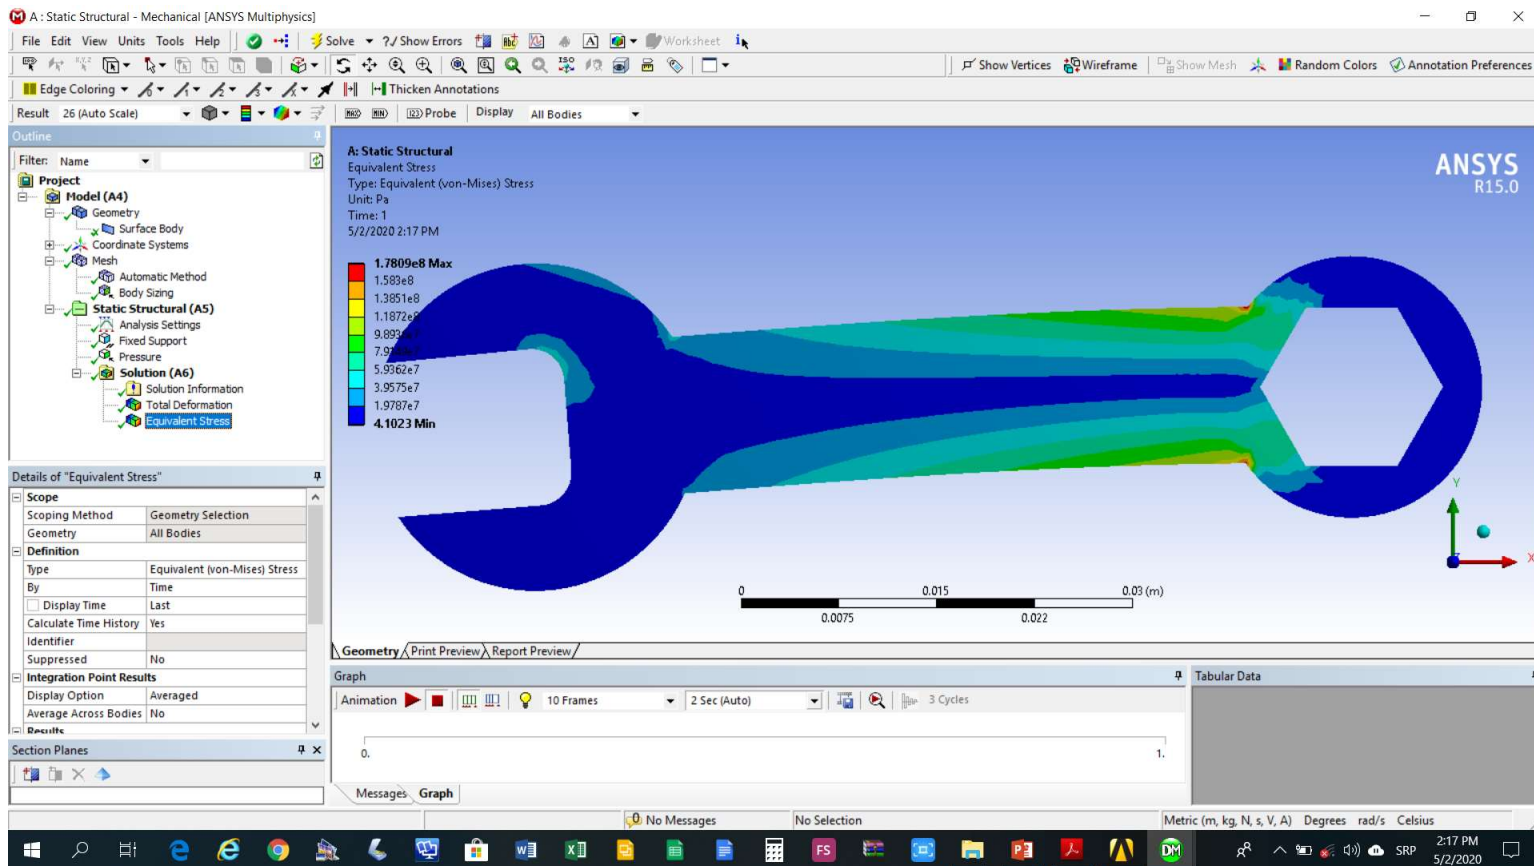 A : Static Structural - Mechanical [ANSYS Multiphysics]
File Edit View Units Tools Help Solve ?/ Show Errors Worksheet
Show Vertices Wireframe Show Mesh Random Colors Annotation Preferences
Edge Coloring Thicken Annotations
Result 26 (Auto Scale) MAX MIN 123 Probe Display All Bodies
Outline
Filter: Name
Project
Model (A4)
Geometry
Surface Body
Coordinate Systems
Mesh
Automatic Method
Body Sizing
Static Structural (A5)
Analysis Settings
Fixed Support
Pressure
Solution (A6)
Solution Information
Total Deformation
Equivalent Stress
Details of "Equivalent Stress"
Scope
Scoping Method Geometry Selection
Geometry All Bodies
Definition
Type Equivalent (von-Mises) Stress
By Time
Display Time Last
Calculate Time History Yes
Identifier
Suppressed No
Integration Point Results
Display Option Averaged
Average Across Bodies No
Results
Section Planes
A: Static Structural
Equivalent Stress
Type: Equivalent (von-Mises) Stress
Unit: Pa
Time: 1
5/2/2020 2:17 PM
1.7809e8 Max
1.583e8
1.3851e8
1.1872e8
5.9362e7
3.9575e7
1.9787e7
4.1023 Min
ANSYS
R15.0
Y
X
0 0.015 0.03 (m)
0.0075 0.022
Geometry Print Preview Report Preview
Graph
Animation 10 Frames 2 Sec (Auto) 3 Cycles
0. 1.
Messages Graph
Tabular Data
No Messages No Selection Metric (m, kg, N, s, V, A) Degrees rad/s Celsius
FS DM SRP 2:17 PM
5/2/2020